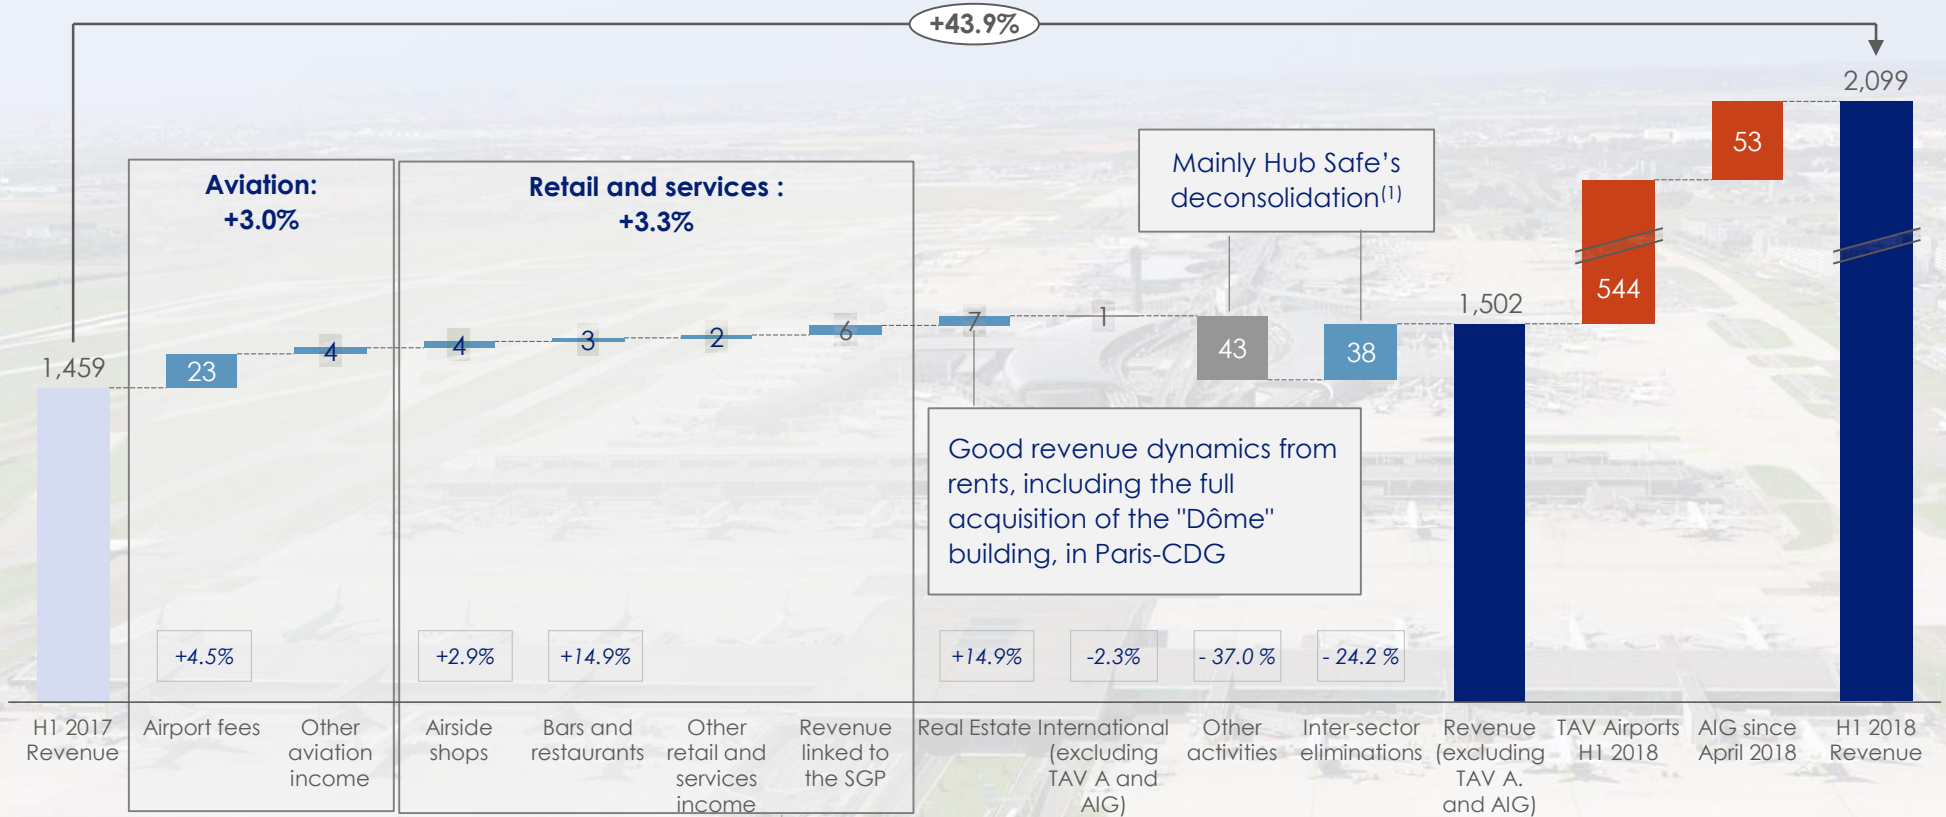 +43.9%
2,099
53
Mainly Hub Safe's
deconsolidation(1)
Aviation:
+3.0%
Retail and services :
+3.3%
544
1,502
1,459
23
4
4
3
2
6
7
1
43
38
Good revenue dynamics from
rents, including the full
acquisition of the "Dôme"
building, in Paris-CDG
+4.5%
+2.9%
+14.9%
+14.9%
-2.3%
- 37.0 %
- 24.2 %
H1 2017
Revenue
Airport fees
Other
aviation
income
Airside
shops
Bars and
restaurants
Other
retail and
services
income
Revenue
linked to
the SGP
Real Estate
International
(excluding
TAV A and
AIG)
Other
activities
Inter-sector
eliminations
Revenue
(excluding
TAV A.
and AIG)
TAV Airports
H1 2018
AIG since
April 2018
H1 2018
Revenue